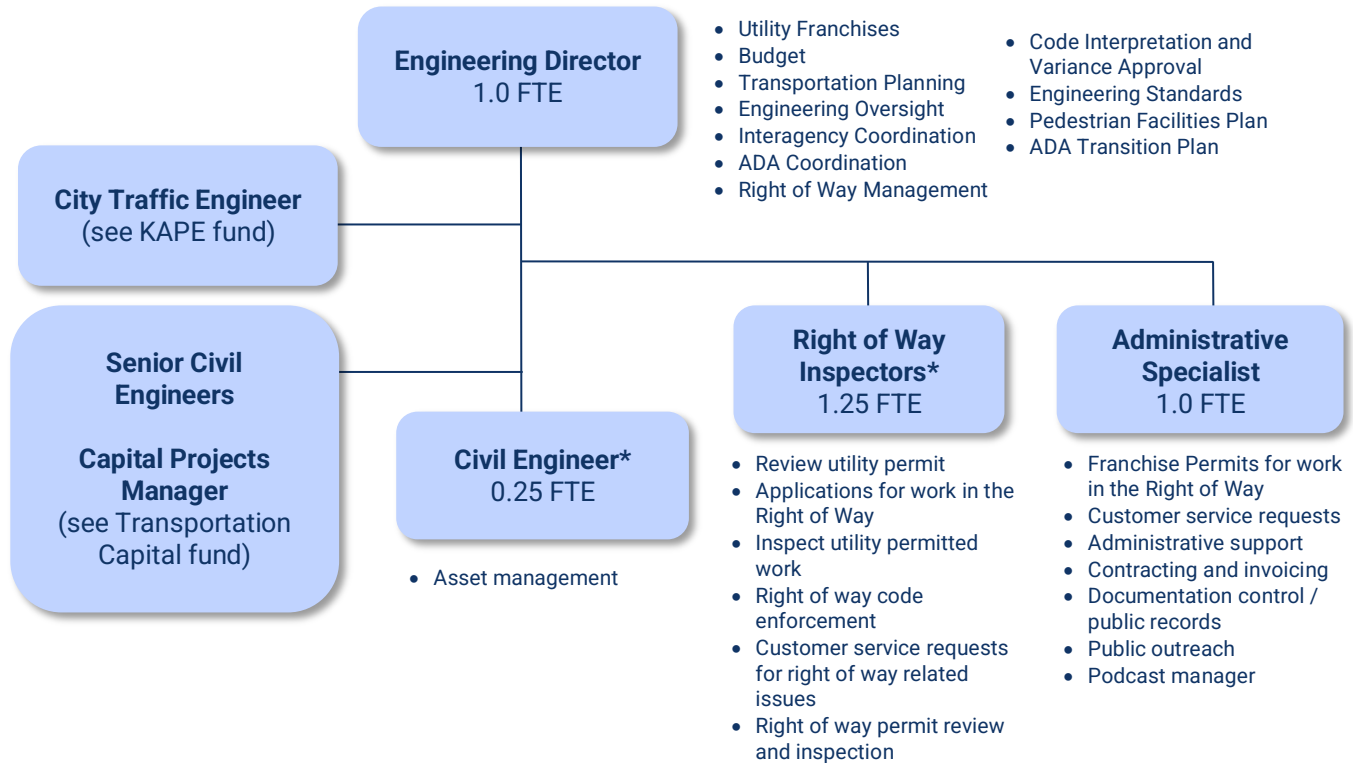 Engineering Director
1.0 FTE
• Utility Franchises
• Budget
• Transportation Planning
• Engineering Oversight
• Interagency Coordination
• ADA Coordination
• Right of Way Management
• Code Interpretation and
Variance Approval
• Engineering Standards
• Pedestrian Facilities Plan
• ADA Transition Plan
City Traffic Engineer
(see KAPE fund)
Senior Civil
Engineers
Capital Projects
Manager
(see Transportation
Capital fund)
Civil Engineer*
0.25 FTE
• Asset management
Right of Way
Inspectors*
1.25 FTE
• Review utility permit
• Applications for work in the
Right of Way
• Inspect utility permitted
work
• Right of way code
enforcement
• Customer service requests
for right of way related
issues
• Right of way permit review
and inspection
Administrative
Specialist
1.0 FTE
• Franchise Permits for work
in the Right of Way
• Customer service requests
• Administrative support
• Contracting and invoicing
• Documentation control /
public records
• Public outreach
• Podcast manager